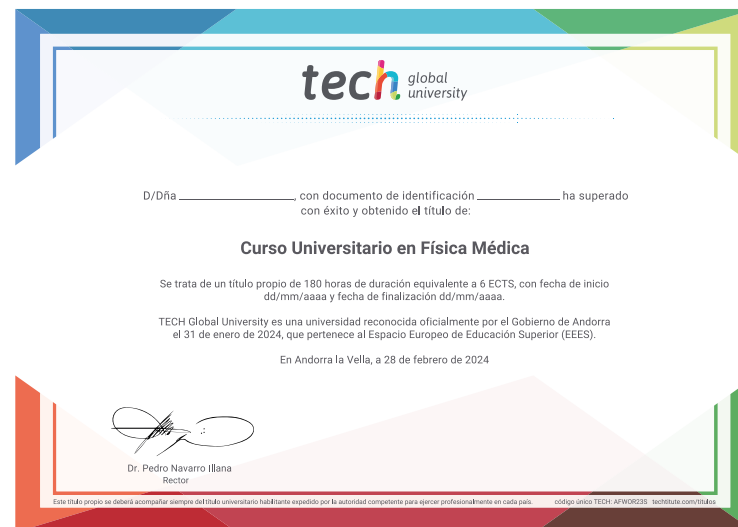 tech global university
D/Dña ____________, con documento de identificación ____________ ha superado
con éxito y obtenido el título de:
Curso Universitario en Física Médica
Se trata de un título propio de 180 horas de duración equivalente a 6 ECTS, con fecha de inicio
dd/mm/aaaa y fecha de finalización dd/mm/aaaa.
TECH Global University es una universidad reconocida oficialmente por el Gobierno de Andorra
el 31 de enero de 2024, que pertenece al Espacio Europeo de Educación Superior (EEES).
En Andorra la Vella, a 28 de febrero de 2024
Dr. Pedro Navarro Illana
Rector
Este título propio se deberá acompañar siempre del título universitario habilitante expedido por la autoridad competente para ejercer profesionalmente en cada país. código único TECH: AFWOR23S techtitute.com/titulos